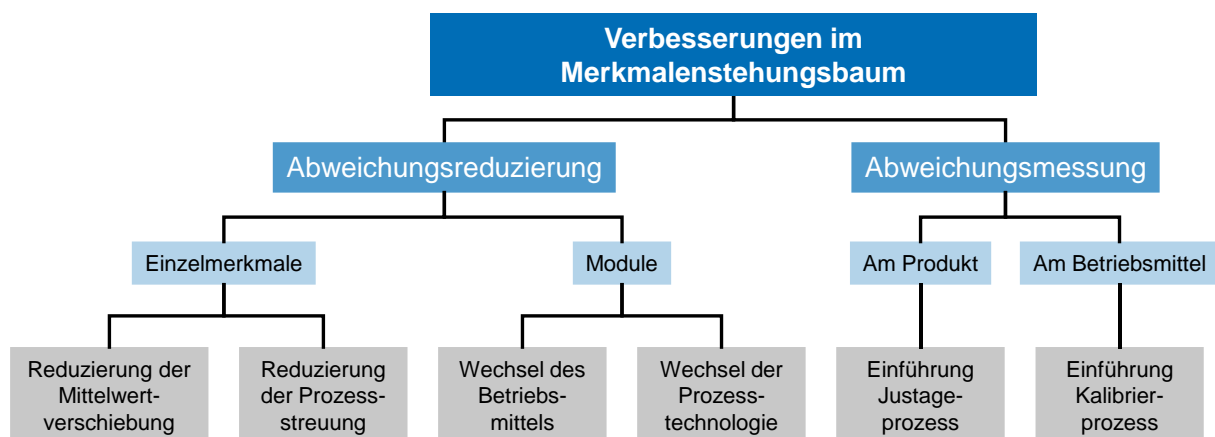 Verbesserungen im
Merkmalenstehungsbaum
Abweichungsreduzierung
Abweichungsmessung
Einzelmerkmale
Module
Am Produkt
Am Betriebsmittel
Reduzierung der
Mittelwert-
verschiebung
Reduzierung
der Prozess-
streuung
Wechsel des
Betriebs-
mittels
Wechsel der
Prozess-
technologie
Einführung
Justage-
prozess
Einführung
Kalibrier-
prozess